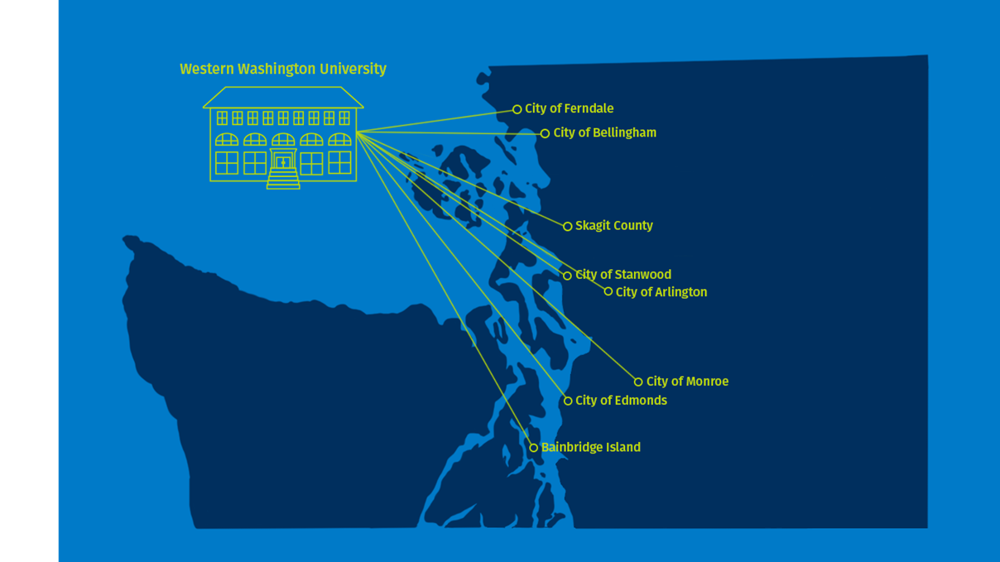 Western Washington University
City of Ferndale
City of Bellingham
Skagit County
City of Stanwood
City of Arlington
City of Monroe
City of Edmonds
Bainbridge Island